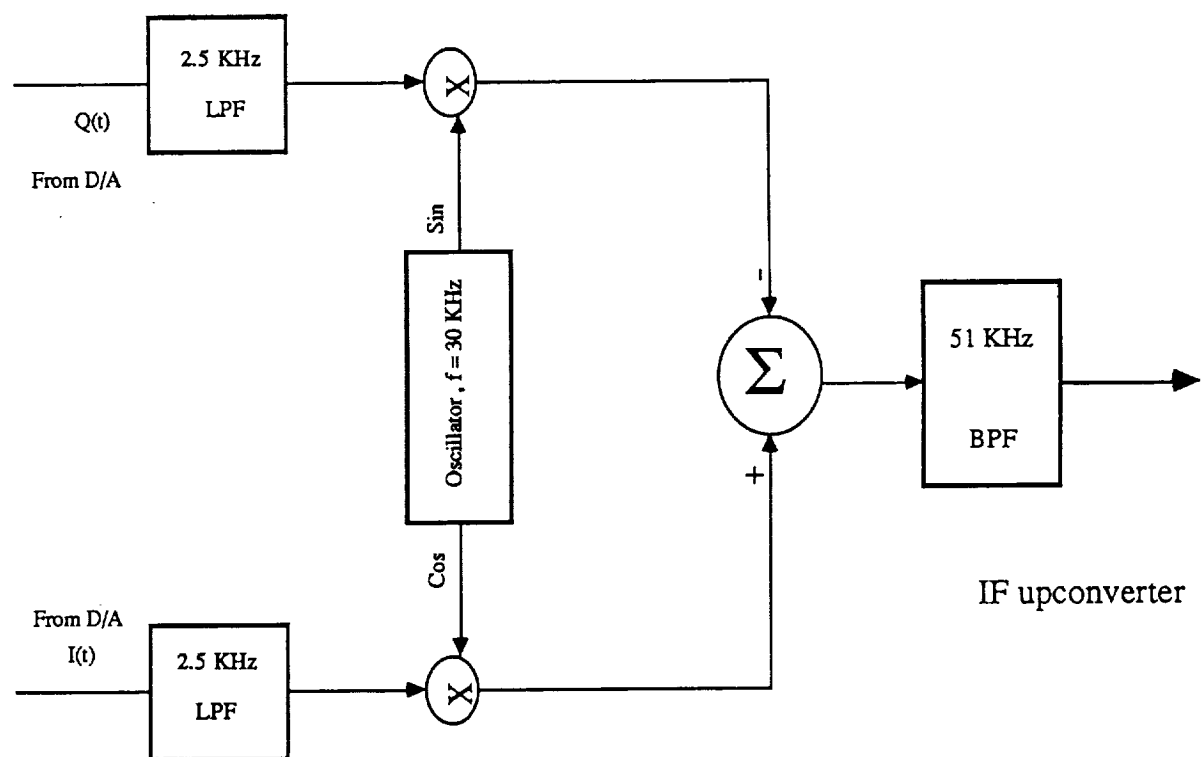 2.5 KHz
LPF
Q(t)
From D/A
X
Sin
Oscillator , f = 30 KHz
Cos
-
Σ
+
51 KHz
BPF
IF upconverter
From D/A
I(t)
2.5 KHz
LPF
X